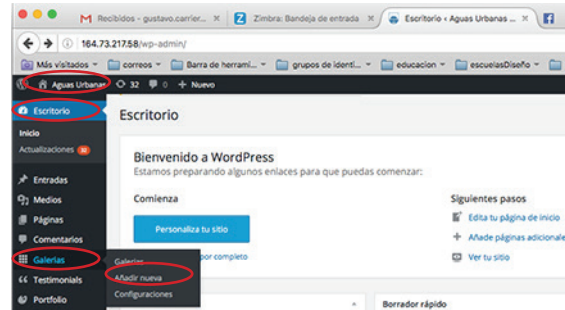 Recibidos - gustavo.carrier...
Zimbra: Bandeja de entrada
Escritorio ‹ Aguas Urbanas ...
164.73.217.58/wp-admin/
Más visitados
correos
Barra de herrami...
grupos de identi...
educacion
escuelasDiseño
Aguas Urbanas
32
0
+ Nuevo
Escritorio
Inicio
Actualizaciones
Entradas
Medios
Páginas
Comentarios
Galerías
Testimonials
Portfolio
Galerías
Añadir nueva
Configuraciones
Escritorio
Bienvenido a WordPress
Estamos preparando algunos enlaces para que puedas comenzar:
Comienza
Personaliza tu sitio
por completo
Siguientes pasos
Edita tu página de inicio
Añade páginas adicionale
Ver tu sitio
Borrador rápido